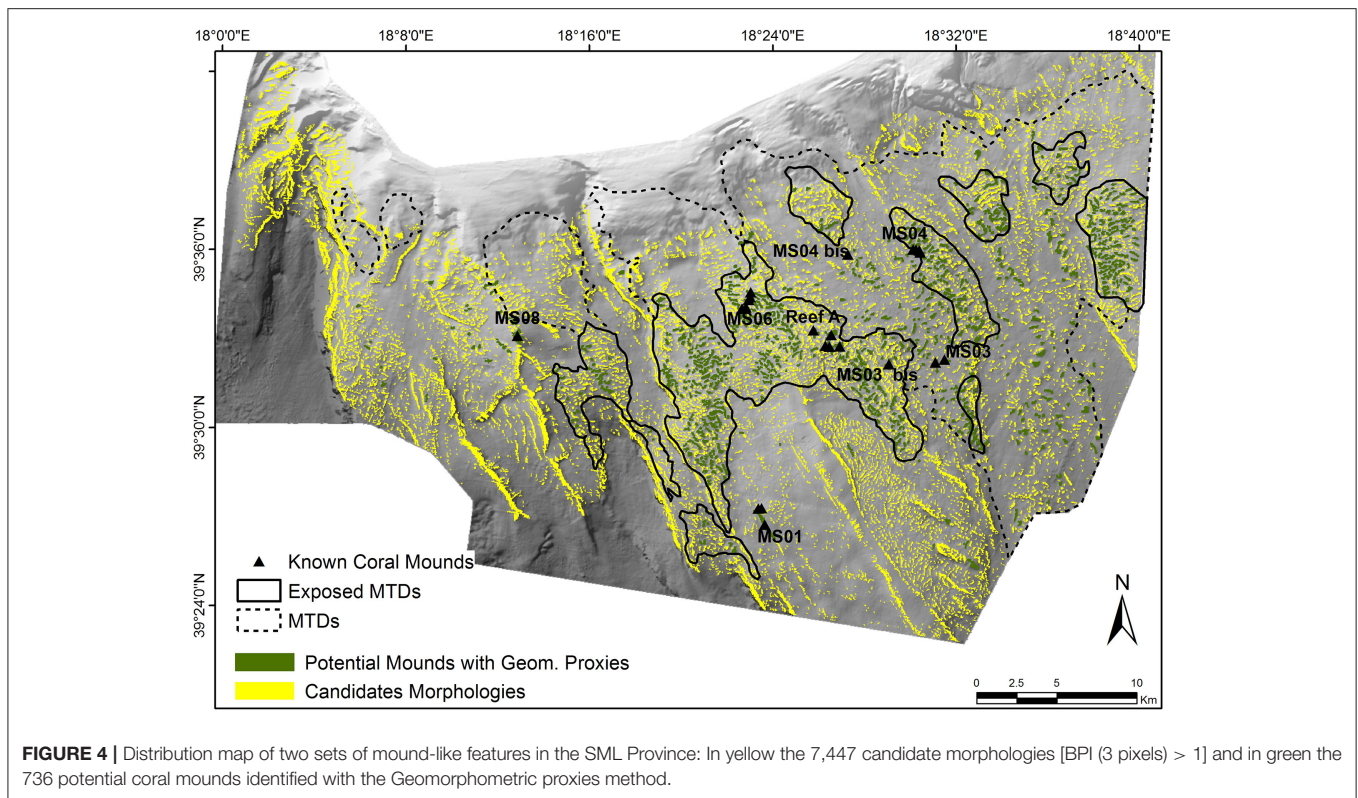 18°0'0"E 18°8'0"E 18°16'0"E 18°24'0"E 18°32'0"E 18°40'0"E
39°36'0"N
39°30'0"N
39°24'0"N
MS04
MS04 bis
MS08
MS06
Reef A
MS03
MS03 bis
MS01
Known Coral Mounds
Exposed MTDs
MTDs
Potential Mounds with Geom. Proxies
Candidates Morphologies
N
0 2.5 5 10
Km
FIGURE 4 | Distribution map of two sets of mound-like features in the SML Province: In yellow the 7,447 candidate morphologies [BPI (3 pixels) > 1] and in green the
736 potential coral mounds identified with the Geomorphometric proxies method.